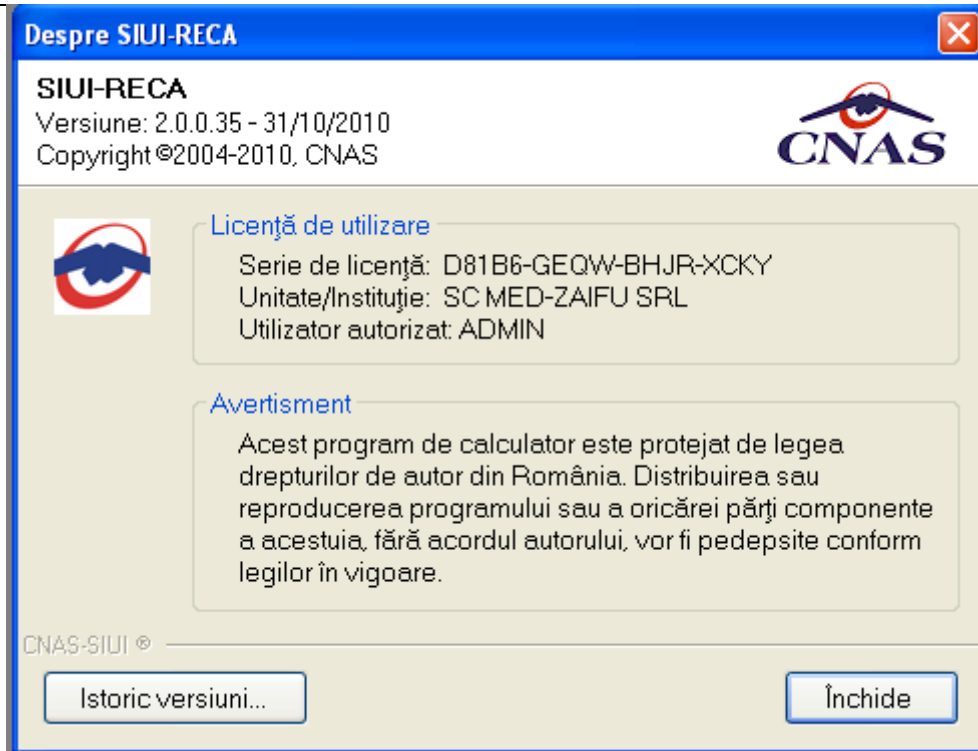 Despre SIUI-RECA
SIUI-RECA
Versiune: 2.0.0.35 - 31/10/2010
Copyright ©2004-2010, CNAS
CNAS
Licenţă de utilizare
Serie de licenţă: D81B6-GEQW-BHJR-XCKY
Unitate/Instituţie: SC MED-ZAIFU SRL
Utilizator autorizat: ADMIN
Avertisment
Acest program de calculator este protejat de legea
drepturilor de autor din România. Distribuirea sau
reproducerea programului sau a oricărei părţi componente
a acestuia, fără acordul autorului, vor fi pedepsite conform
legilor în vigoare.
CNAS-SIUI ®
Istoric versiuni...
Închide